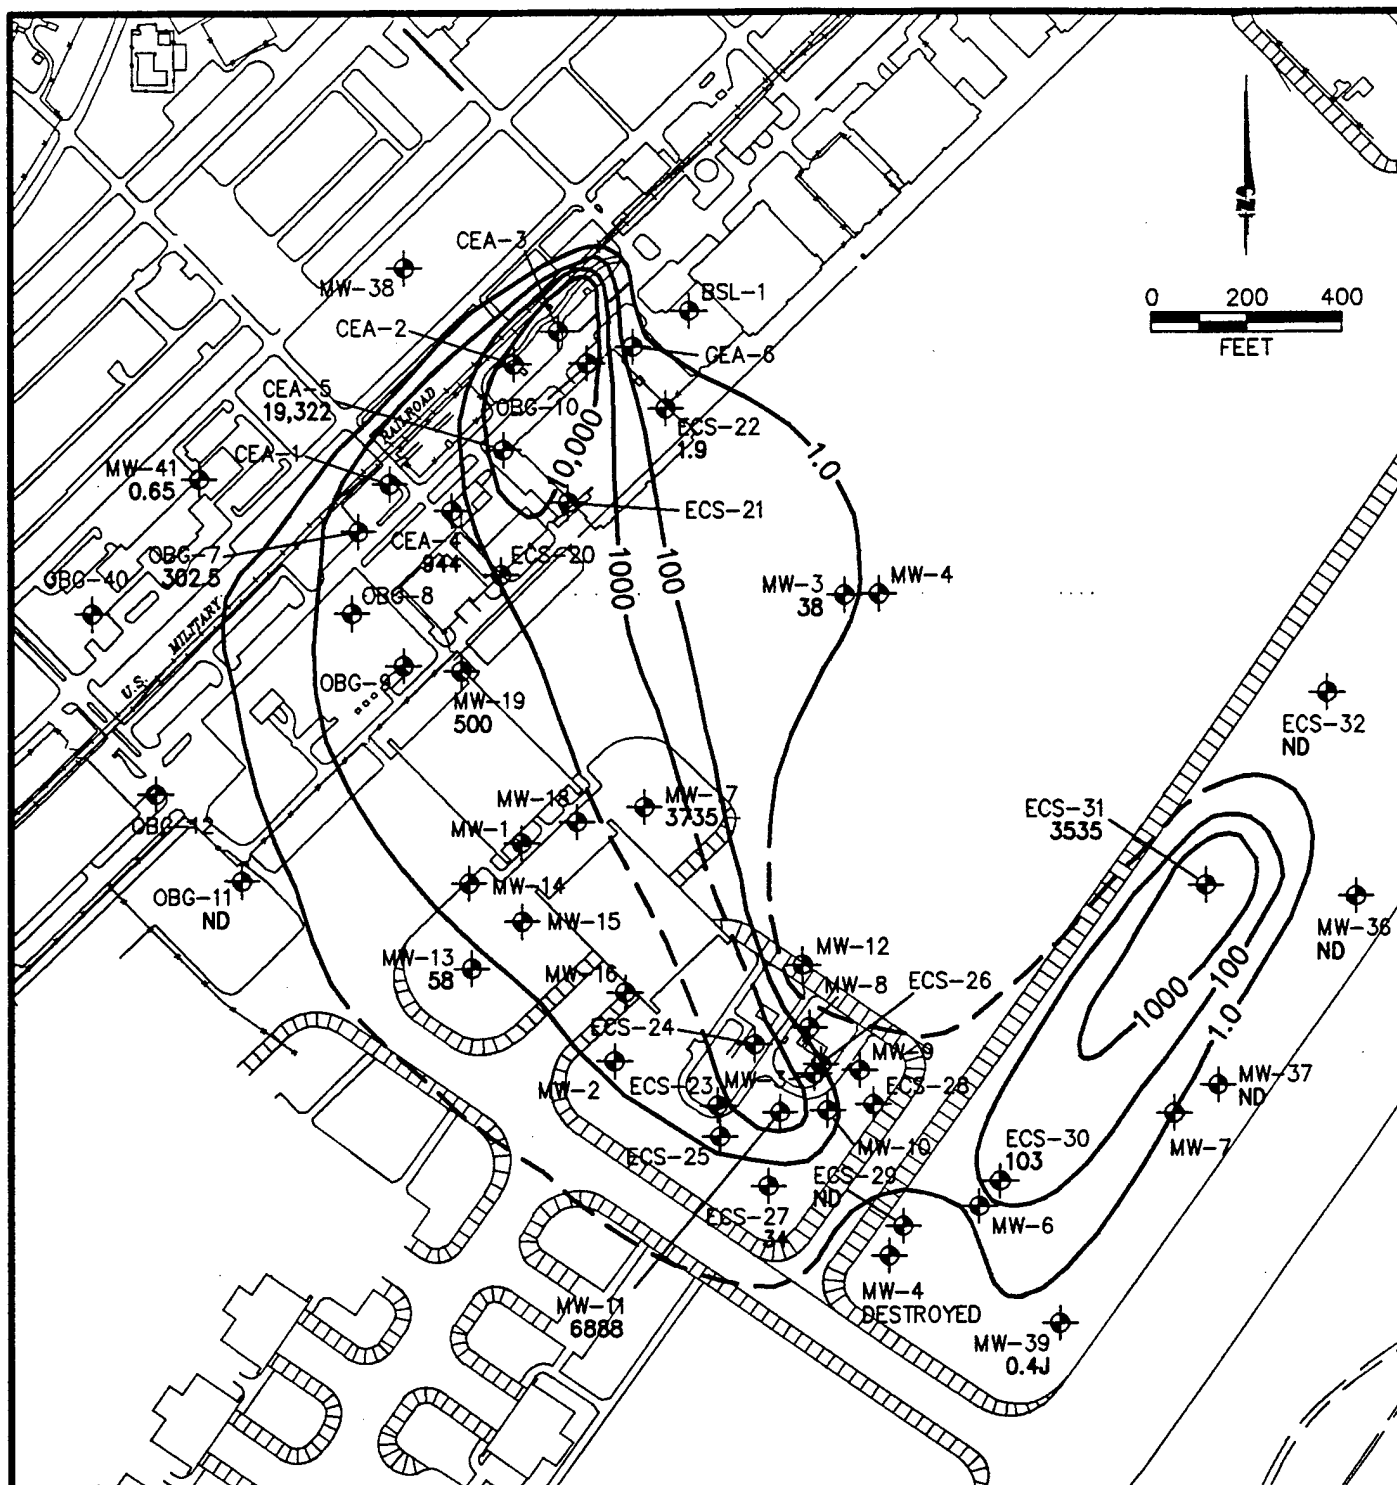 CEA-3
MW-38
BSL-1
0 200 400
FEET
CEA-2
CEA-6
CEA-5
19,322
RAILROAD
OBG-10
10,000
ECS-22
1.9
1.0
MW-41
0.65
CEA-1
ECS-21
OBG-7
302.5
CEA-4
944
ECS-20
1000
100
MW-3
38
MW-4
OBG-40
OBG-8
U.S. MILITARY
OBG-9
MW-19
500
ECS-32
ND
MW-18
MW-17
3735
ECS-31
3535
OBG-12
MW-1
OBG-11
ND
MW-14
MW-15
MW-36
ND
MW-13
58
MW-12
MW-16
MW-8
ECS-26
1000
100
1.0
ECS-24
MW-9
MW-2
ECS-23
MW-3
ECS-28
MW-37
ND
MW-7
ECS-25
MW-10
ECS-30
103
ECS-29
ND
ECS-27
34
MW-6
MW-11
6888
MW-4
DESTROYED
MW-39
0.4J